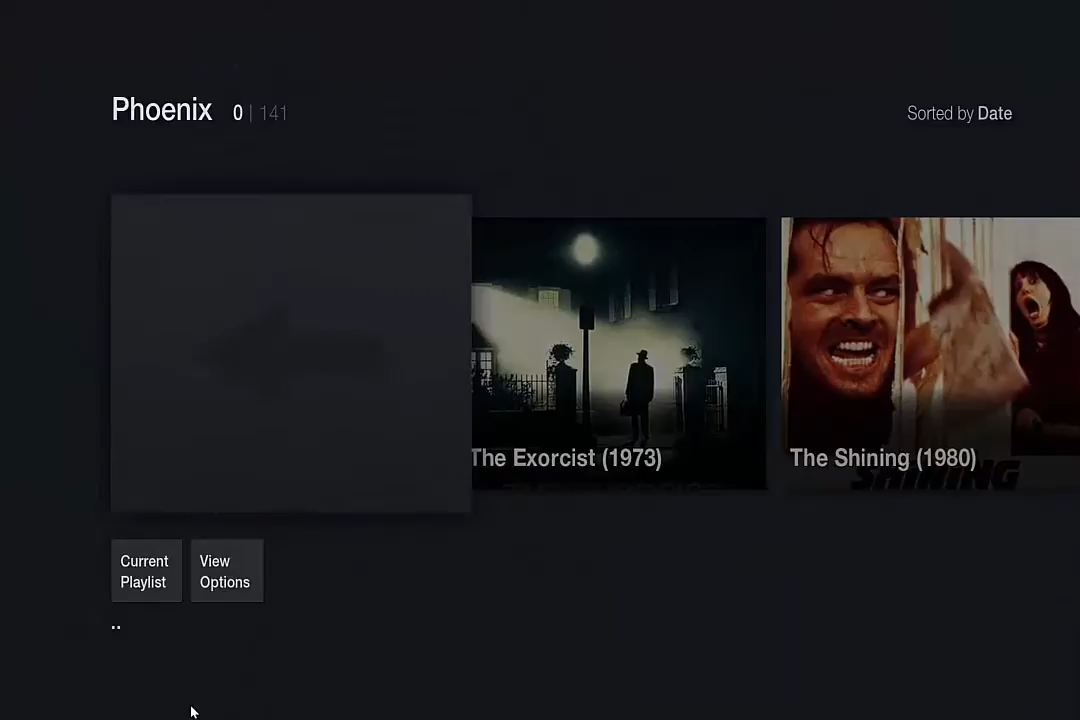 Phoenix 0 | 141
Sorted by Date
The Exorcist (1973)
The Shining (1980)
SHINING
Current
Playlist
View
Options
..